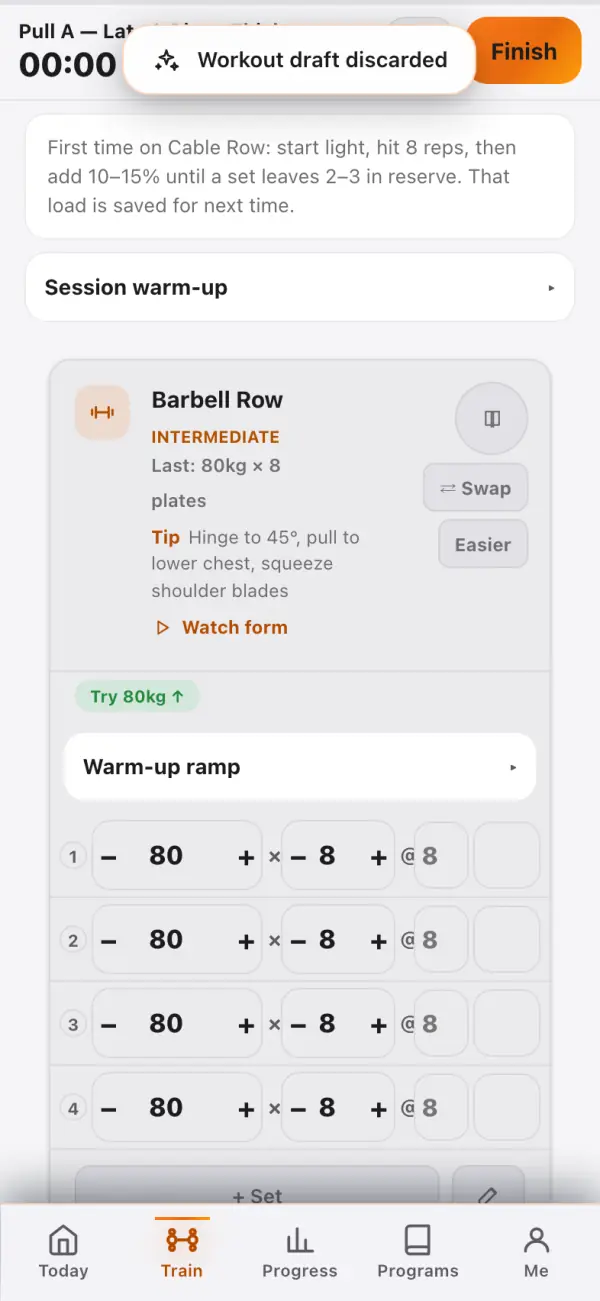 Pull A — Lat
00:00
Workout draft discarded
Finish
First time on Cable Row: start light, hit 8 reps, then
add 10–15% until a set leaves 2–3 in reserve. That
load is saved for next time.
Session warm-up
Barbell Row
INTERMEDIATE
Last: 80kg × 8
plates
Swap
Tip Hinge to 45°, pull to
lower chest, squeeze
shoulder blades
Easier
Watch form
Try 80kg ↑
Warm-up ramp
1 − 80 + × − 8 + @ 8
2 − 80 + × − 8 + @ 8
3 − 80 + × − 8 + @ 8
4 − 80 + × − 8 + @ 8
+ Set
Today
Train
Progress
Programs
Me